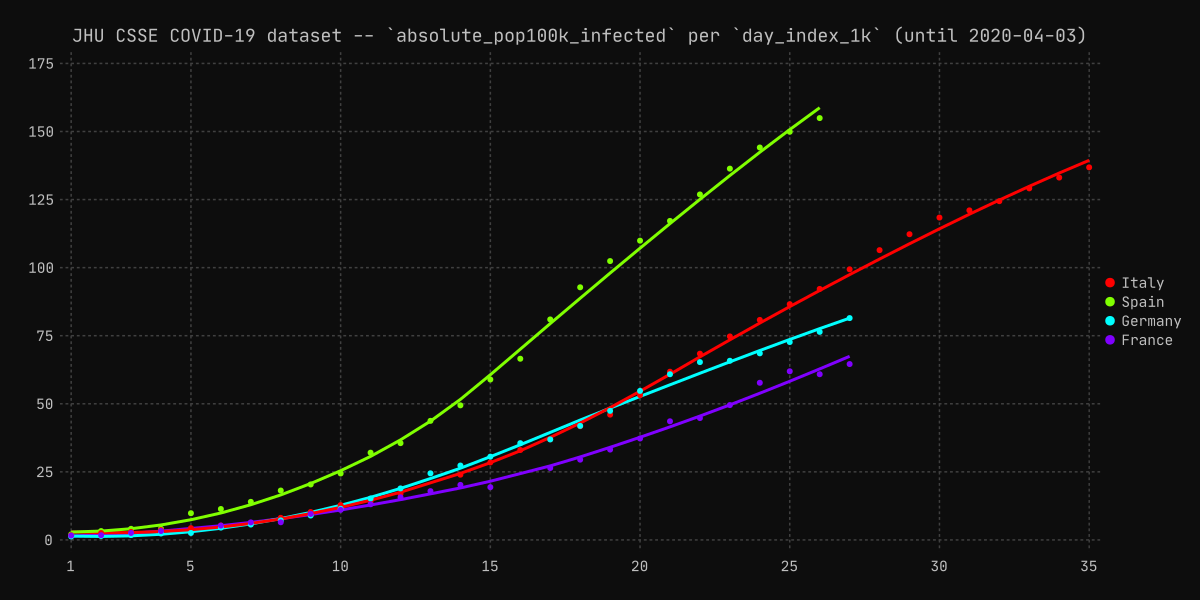 JHU CSSE COVID-19 dataset -- `absolute_pop100k_infected` per `day_index_1k` (until 2020-04-03)
175
150
125
100
75
50
25
0
1 5 10 15 20 25 30 35
Italy
Spain
Germany
France